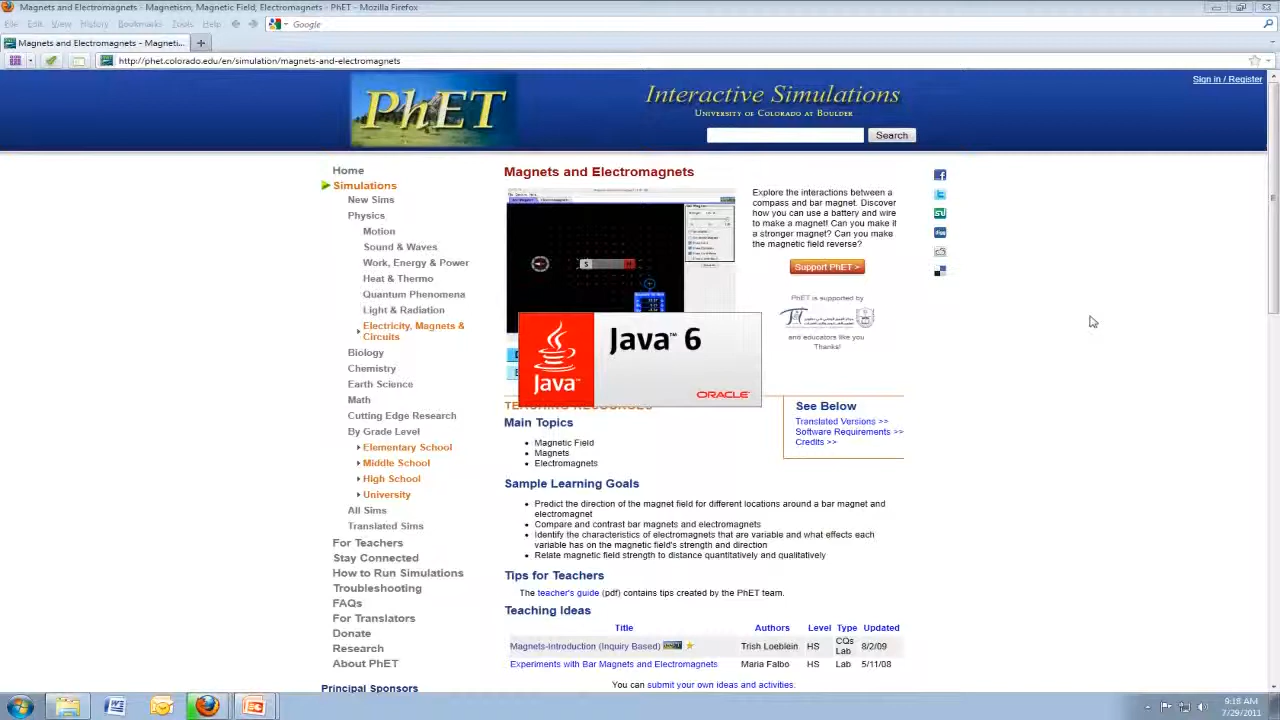 Magnets and Electromagnets - Magnetism, Magnetic Field, Electromagnets - PhET - Mozilla Firefox
File Edit View History Bookmarks Tools Help
Google
Magnets and Electromagnets - Magneti...
http://phet.colorado.edu/en/simulation/magnets-and-electromagnets
Sign in / Register
PhET
Interactive Simulations
University of Colorado at Boulder
Search
Home
Simulations
New Sims
Physics
Motion
Sound & Waves
Work, Energy & Power
Heat & Thermo
Quantum Phenomena
Light & Radiation
Electricity, Magnets &
Circuits
Biology
Chemistry
Earth Science
Math
Cutting Edge Research
By Grade Level
Elementary School
Middle School
High School
University
All Sims
Translated Sims
For Teachers
Stay Connected
How to Run Simulations
Troubleshooting
FAQs
For Translators
Donate
Research
About PhET
Principal Sponsors
Magnets and Electromagnets
S
N
Explore the interactions between a
compass and bar magnet. Discover
how you can use a battery and wire
to make a magnet! Can you make it
a stronger magnet? Can you make
the magnetic field reverse?
Support PhET >
PhET is supported by
and educators like you
Thanks!
Java
Java™ 6
ORACLE
TEACHING RESOURCES
Main Topics
Magnetic Field
Magnets
Electromagnets
See Below
Translated Versions >>
Software Requirements >>
Credits >>
Sample Learning Goals
Predict the direction of the magnet field for different locations around a bar magnet and
electromagnet
Compare and contrast bar magnets and electromagnets
Identify the characteristics of electromagnets that are variable and what effects each
variable has on the magnetic field's strength and direction
Relate magnetic field strength to distance quantitatively and qualitatively
Tips for Teachers
The teacher's guide (pdf) contains tips created by the PhET team.
Teaching Ideas
Title Authors Level Type Updated
Magnets-Introduction (Inquiry Based) Trish Loeblein HS CQs Lab 8/2/09
Experiments with Bar Magnets and Electromagnets Maria Falbo HS Lab 5/11/08
You can submit your own ideas and activities.
9:18 AM
7/29/2011